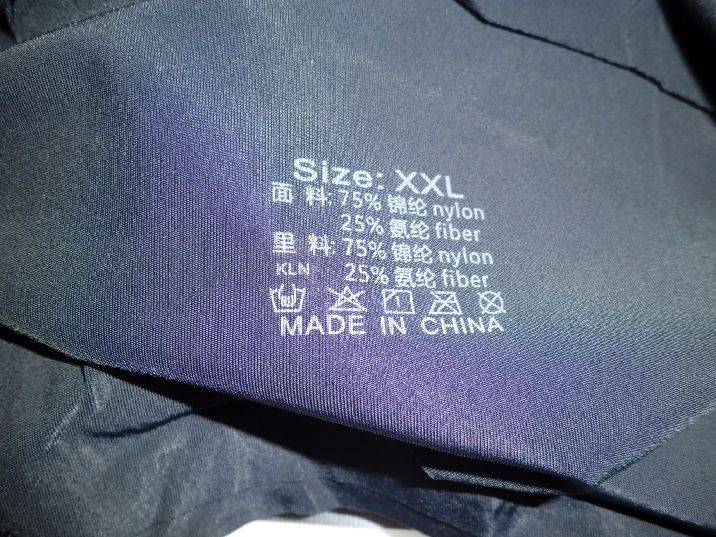 Size: XXL
面 料: 75% 锦纶 nylon
25% 氨纶 fiber
里 料: 75% 锦纶 nylon
KLN 25% 氨纶 fiber
MADE IN CHINA